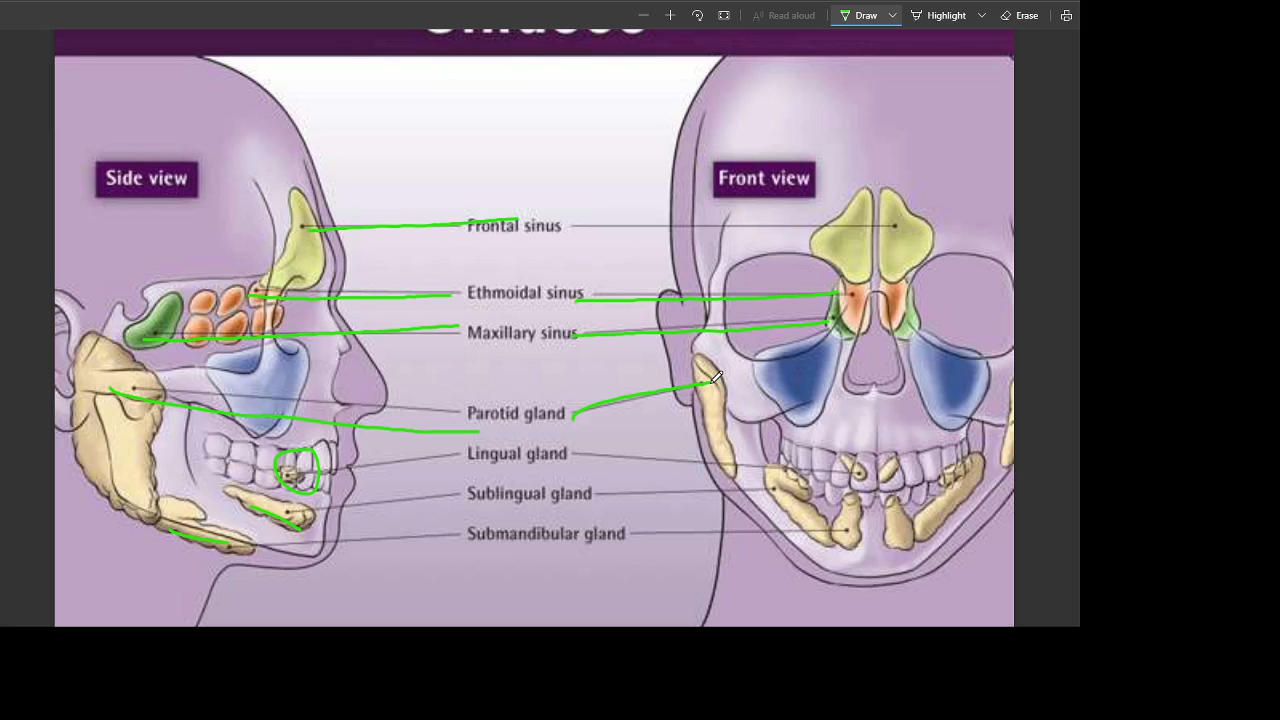 Read aloud
Draw
Highlight
Erase
Side view
Front view
Frontal sinus
Ethmoidal sinus
Maxillary sinus
Parotid gland
Lingual gland
Sublingual gland
Submandibular gland